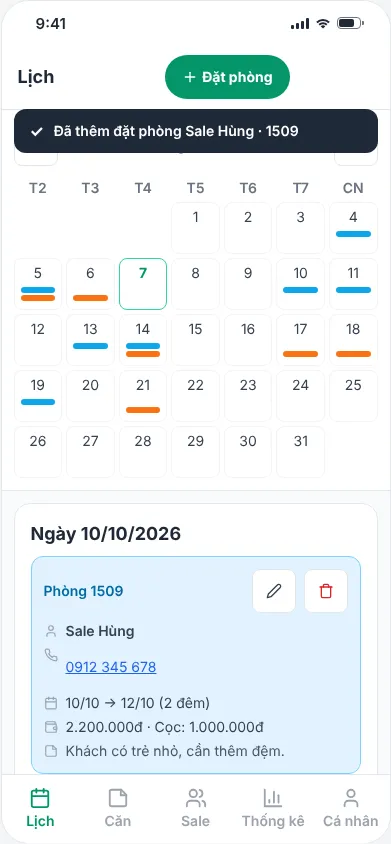 9:41
Lịch
+ Đặt phòng
Đã thêm đặt phòng Sale Hùng · 1509
T2 T3 T4 T5 T6 T7 CN
1 2 3 4
5 6 7 8 9 10 11
12 13 14 15 16 17 18
19 20 21 22 23 24 25
26 27 28 29 30 31
Ngày 10/10/2026
Phòng 1509
Sale Hùng
0912 345 678
10/10 → 12/10 (2 đêm)
2.200.000đ · Cọc: 1.000.000đ
Khách có trẻ nhỏ, cần thêm đệm.
Lịch Căn Sale Thống kê Cá nhân